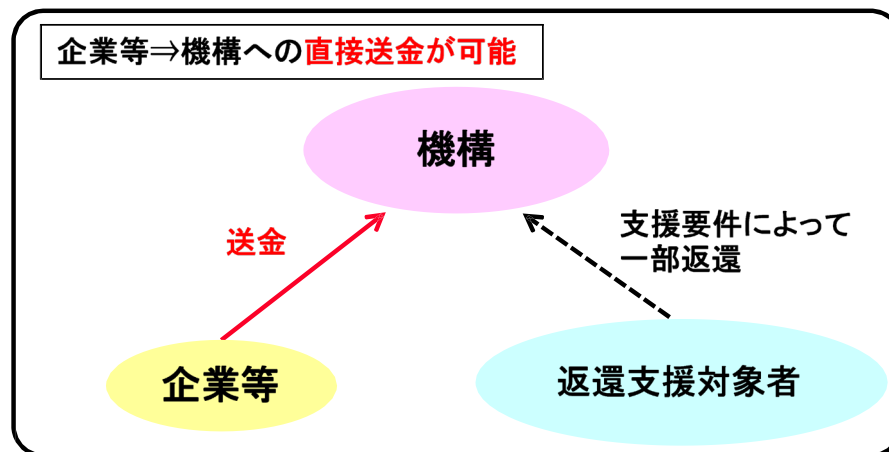 企業等⇒機構への直接送金が可能
機構
送金
支援要件によって
一部返還
企業等
返還支援対象者